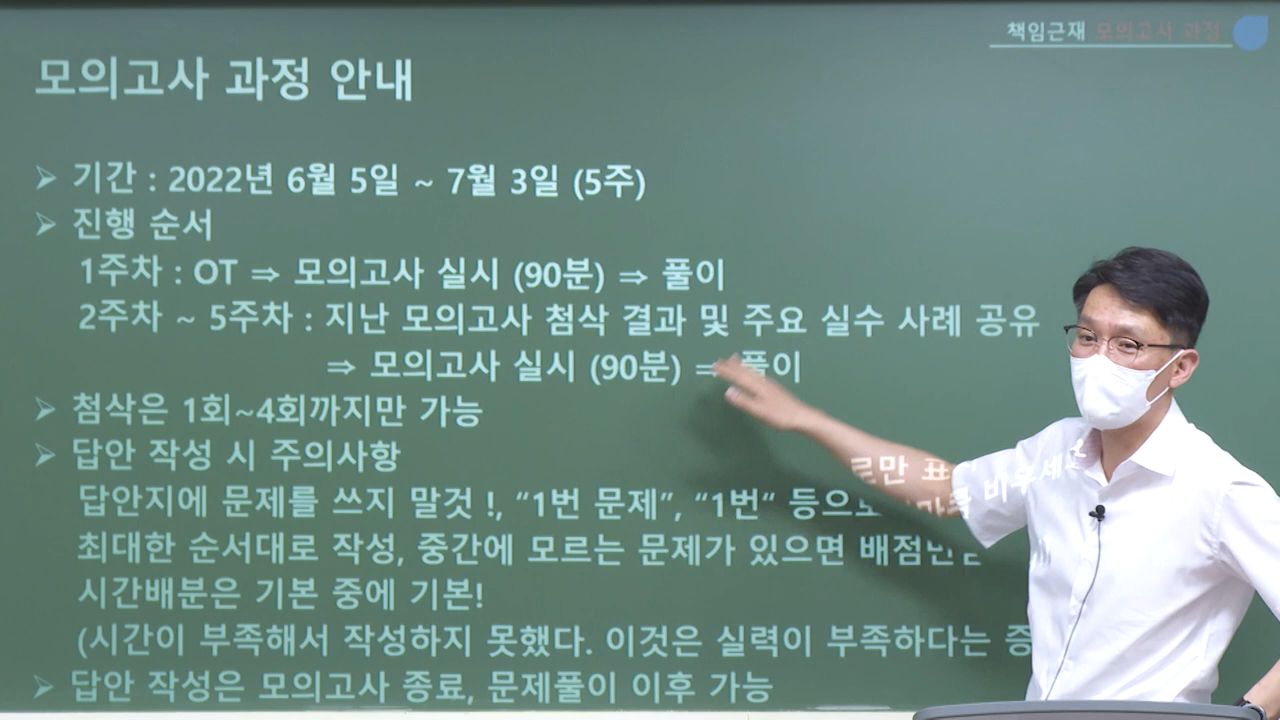 책임근재 모의고사 과정
모의고사 과정 안내
➢ 기간 : 2022년 6월 5일 ~ 7월 3일 (5주)
➢ 진행 순서
1주차 : OT ⇒ 모의고사 실시 (90분) ⇒ 풀이
2주차 ~ 5주차 : 지난 모의고사 첨삭 결과 및 주요 실수 사례 공유
⇒ 모의고사 실시 (90분) ⇒ 풀이
➢ 첨삭은 1회~4회까지만 가능
➢ 답안 작성 시 주의사항
답안지에 문제를 쓰지 말것 !, “1번 문제”, “1번“ 등으로만 표
최대한 순서대로 작성, 중간에 모르는 문제가 있으면 배점만큼 비우세
시간배분은 기본 중에 기본!
(시간이 부족해서 작성하지 못했다. 이것은 실력이 부족하다는
➢ 답안 작성은 모의고사 종료, 문제풀이 이후 가능